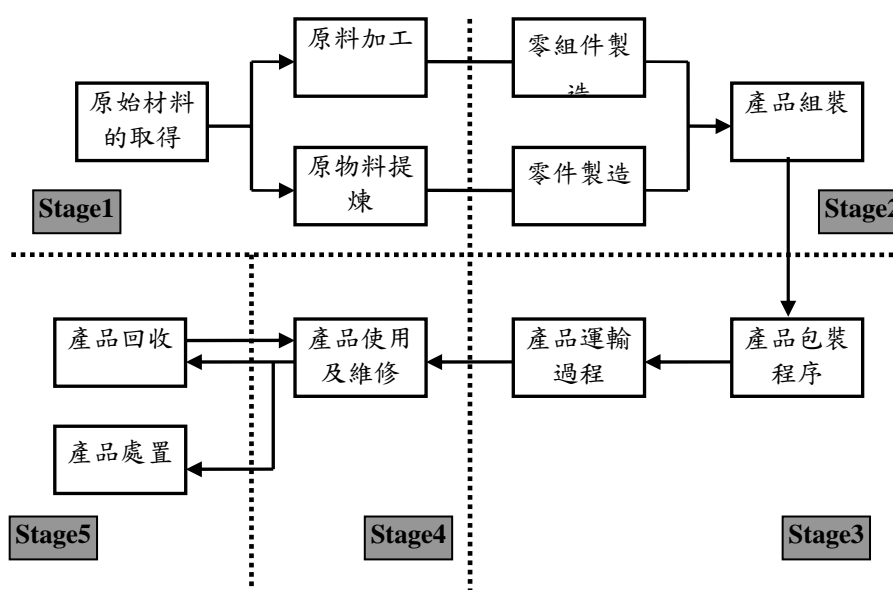 原料加工
零組件製
原始材料
的取得
產品組裝
原物料提
煉
零件製造
Stage1
Stage2
產品回收
產品使用
及維修
產品運輸
過程
產品包裝
程序
產品處置
Stage5
Stage4
Stage3